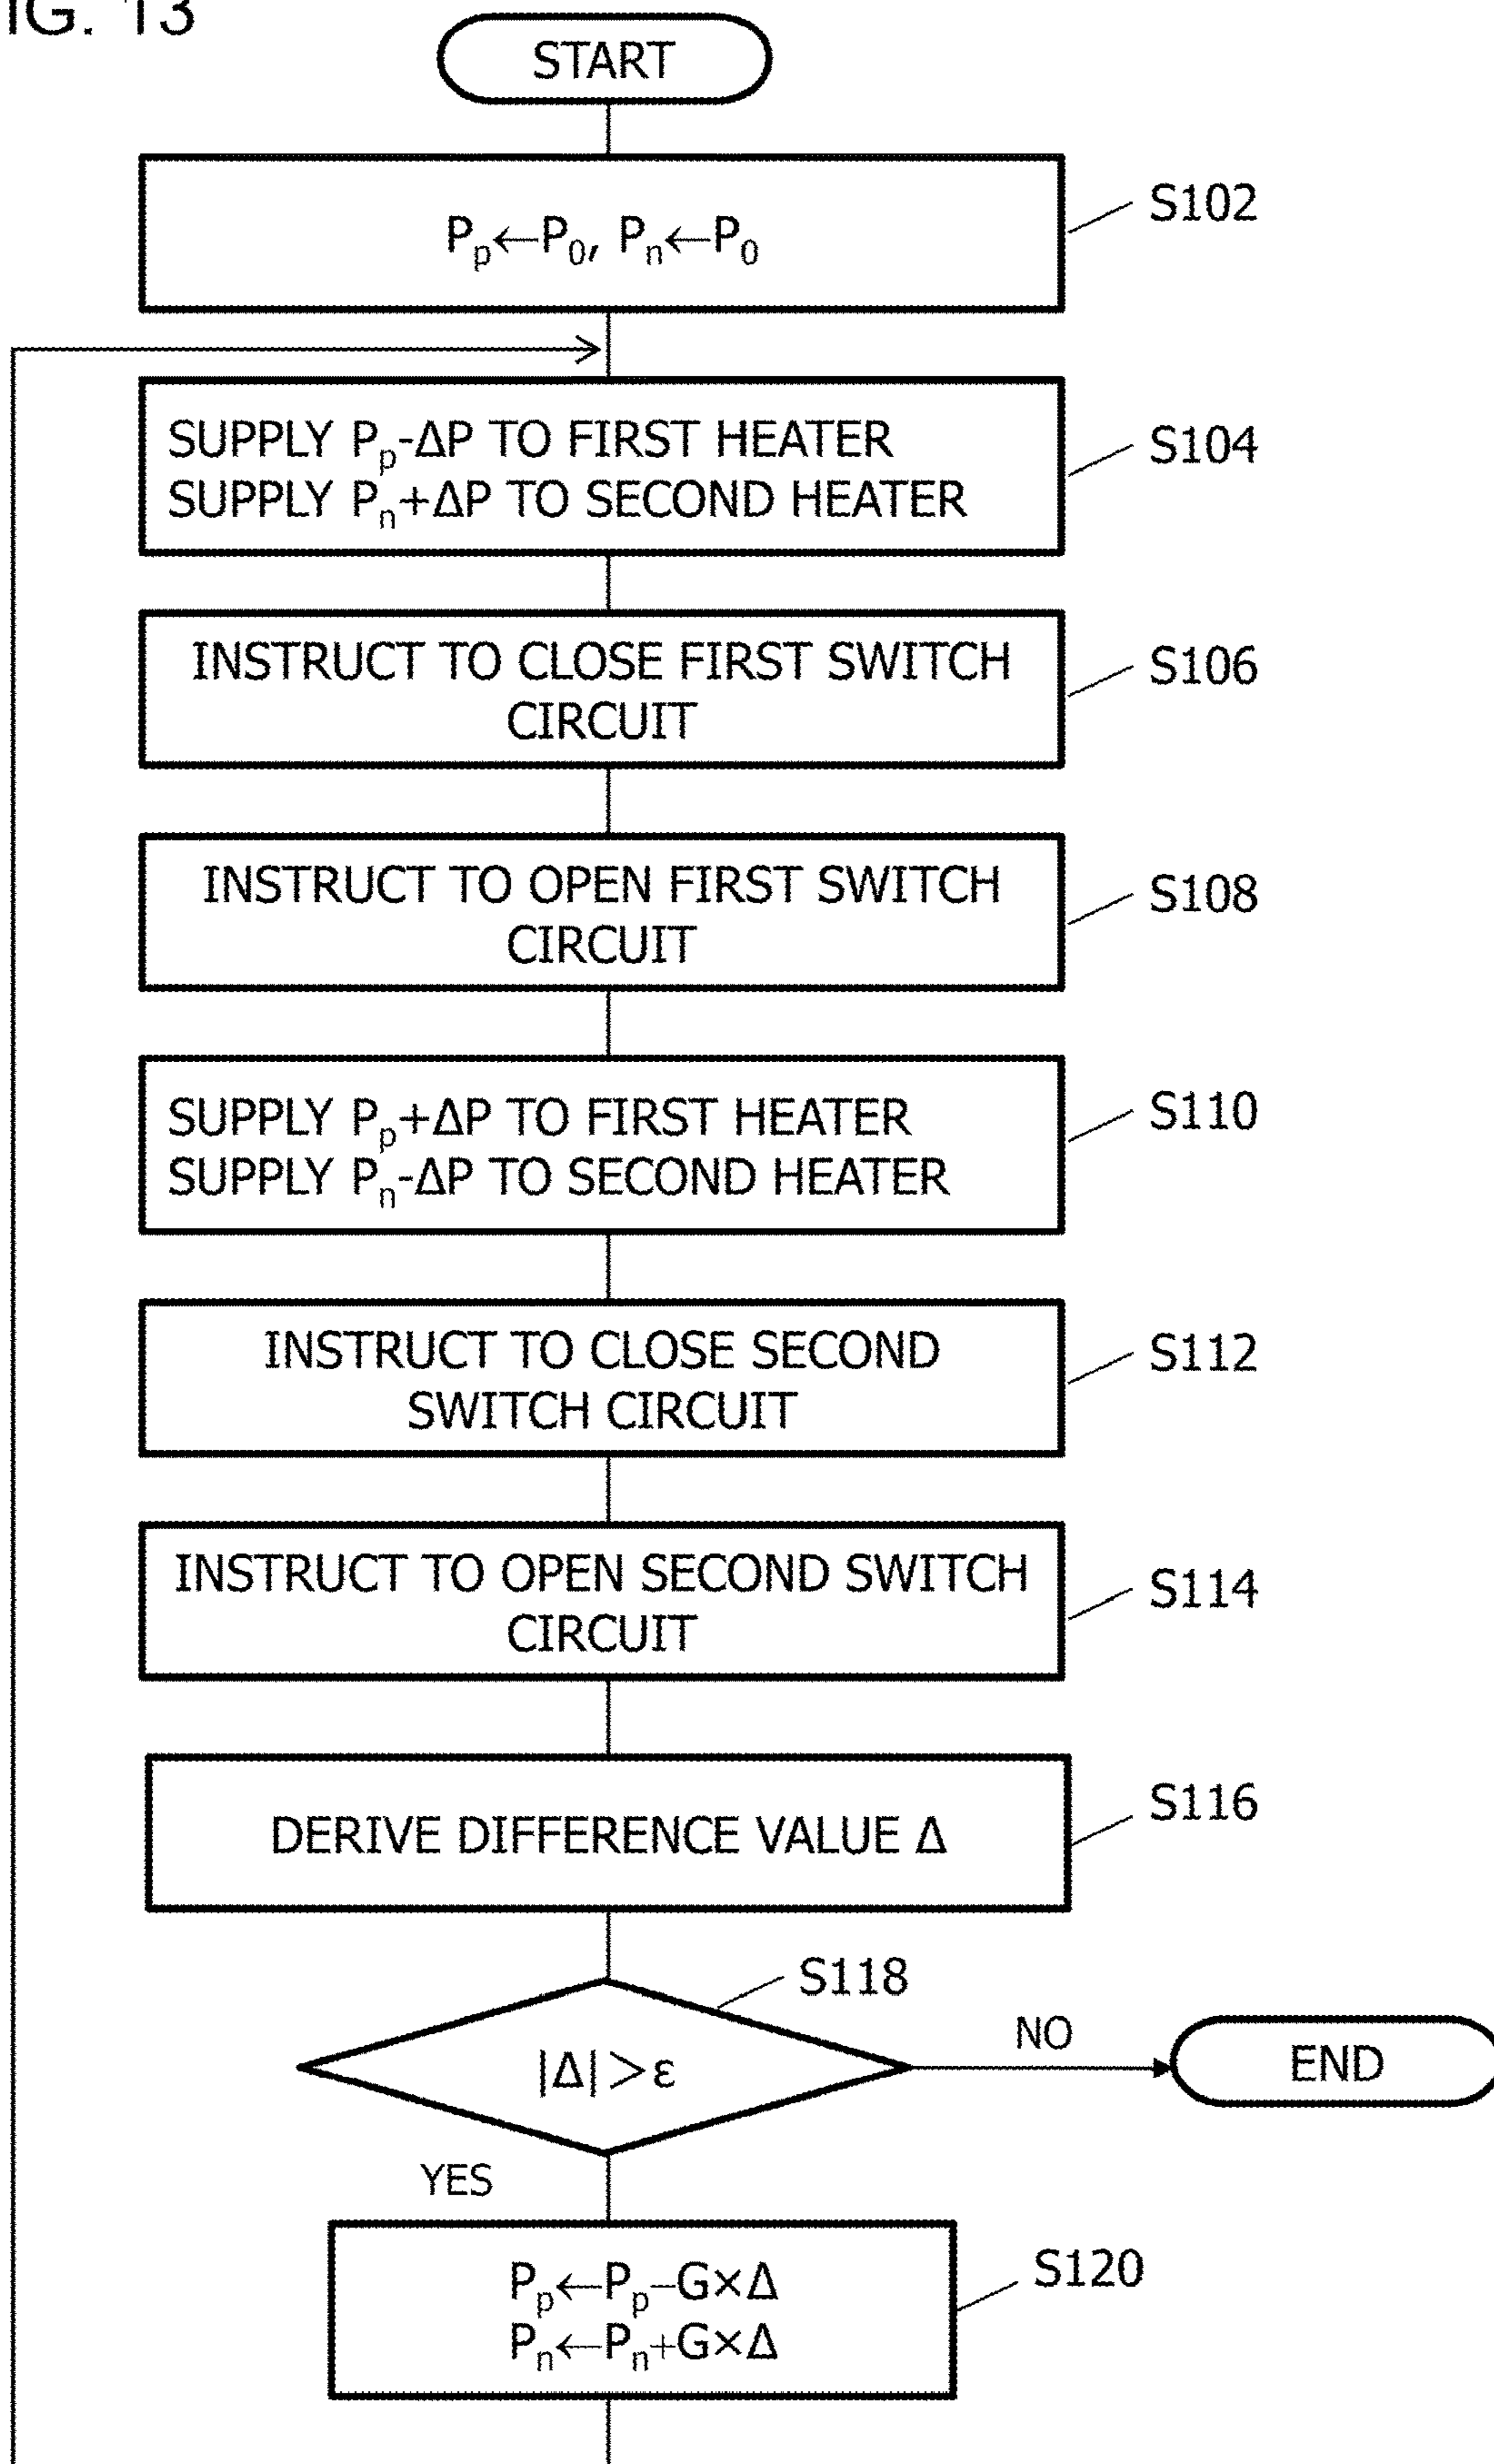 IG. 13
START
Pp←P0, Pn←P0
S102
SUPPLY Pp-ΔP TO FIRST HEATER
SUPPLY Pn+ΔP TO SECOND HEATER
S104
INSTRUCT TO CLOSE FIRST SWITCH
CIRCUIT
S106
INSTRUCT TO OPEN FIRST SWITCH
CIRCUIT
S108
SUPPLY Pp+ΔP TO FIRST HEATER
SUPPLY Pn-ΔP TO SECOND HEATER
S110
INSTRUCT TO CLOSE SECOND
SWITCH CIRCUIT
S112
INSTRUCT TO OPEN SECOND SWITCH
CIRCUIT
S114
DERIVE DIFFERENCE VALUE Δ
S116
S118
|Δ|>ε
NO
END
YES
Pp←Pp−G×Δ
Pn←Pn+G×Δ
S120